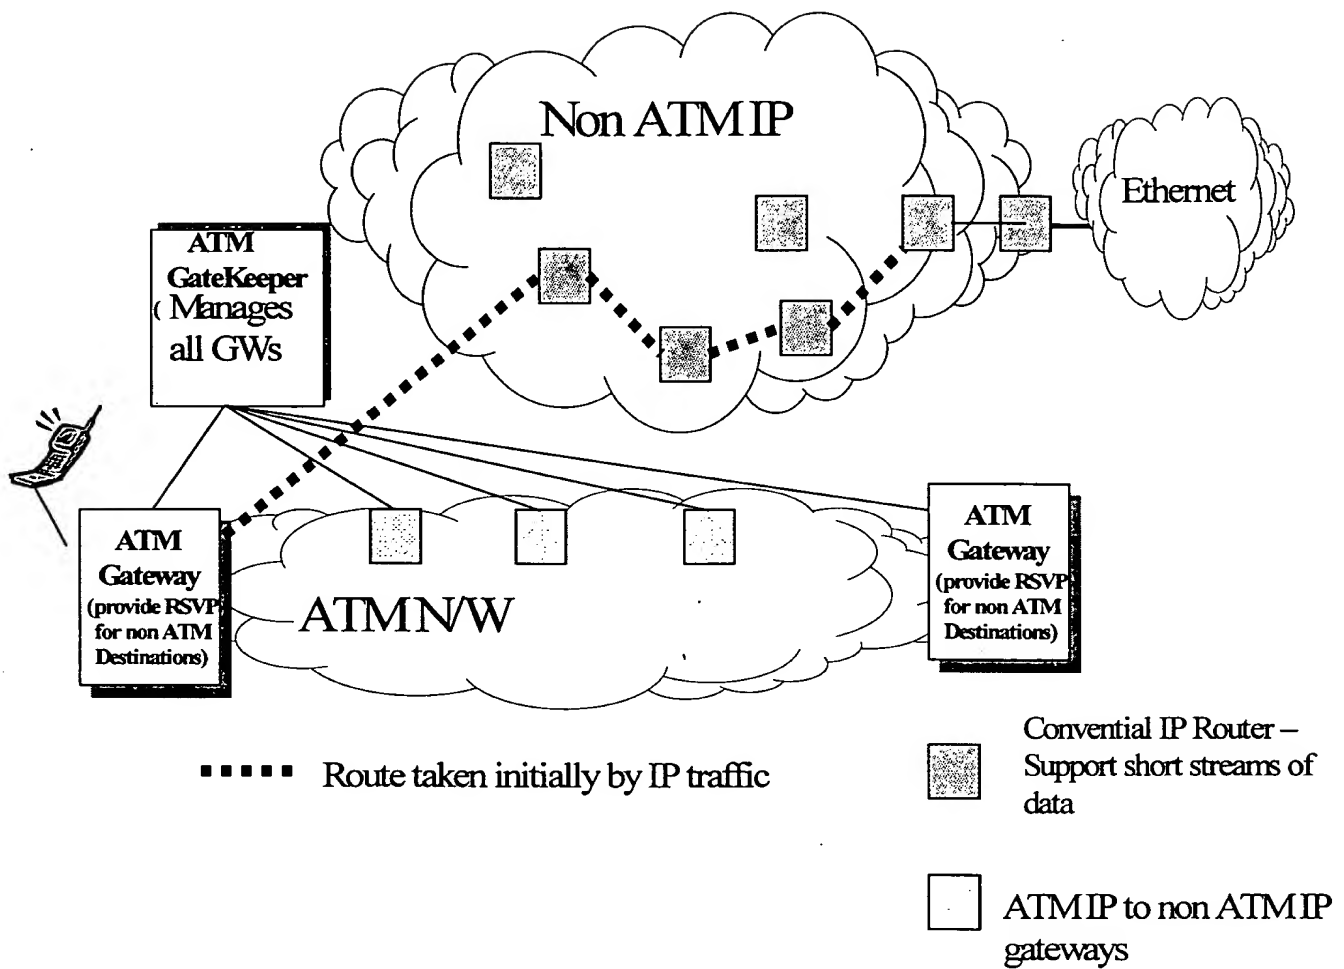 Non ATM IP
Ethernet
ATM
GateKeeper
( Manages
all GWs
ATM
Gateway
(provide RSVP
for non ATM
Destinations)
ATM N/W
ATM
Gateway
(provide RSVP
for non ATM
Destinations)
Route taken initially by IP traffic
Convential IP Router –
Support short streams of
data
ATM IP to non ATM IP
gateways